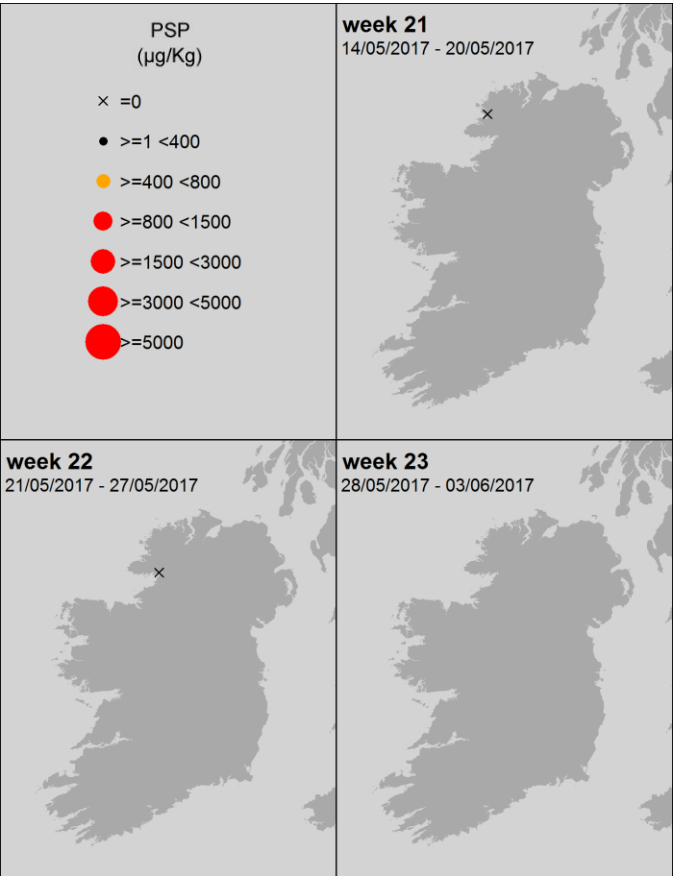 PSP
(µg/Kg)
=0
>=1 <400
>=400 <800
>=800 <1500
>=1500 <3000
>=3000 <5000
>=5000
week 21
14/05/2017 - 20/05/2017
week 22
21/05/2017 - 27/05/2017
week 23
28/05/2017 - 03/06/2017